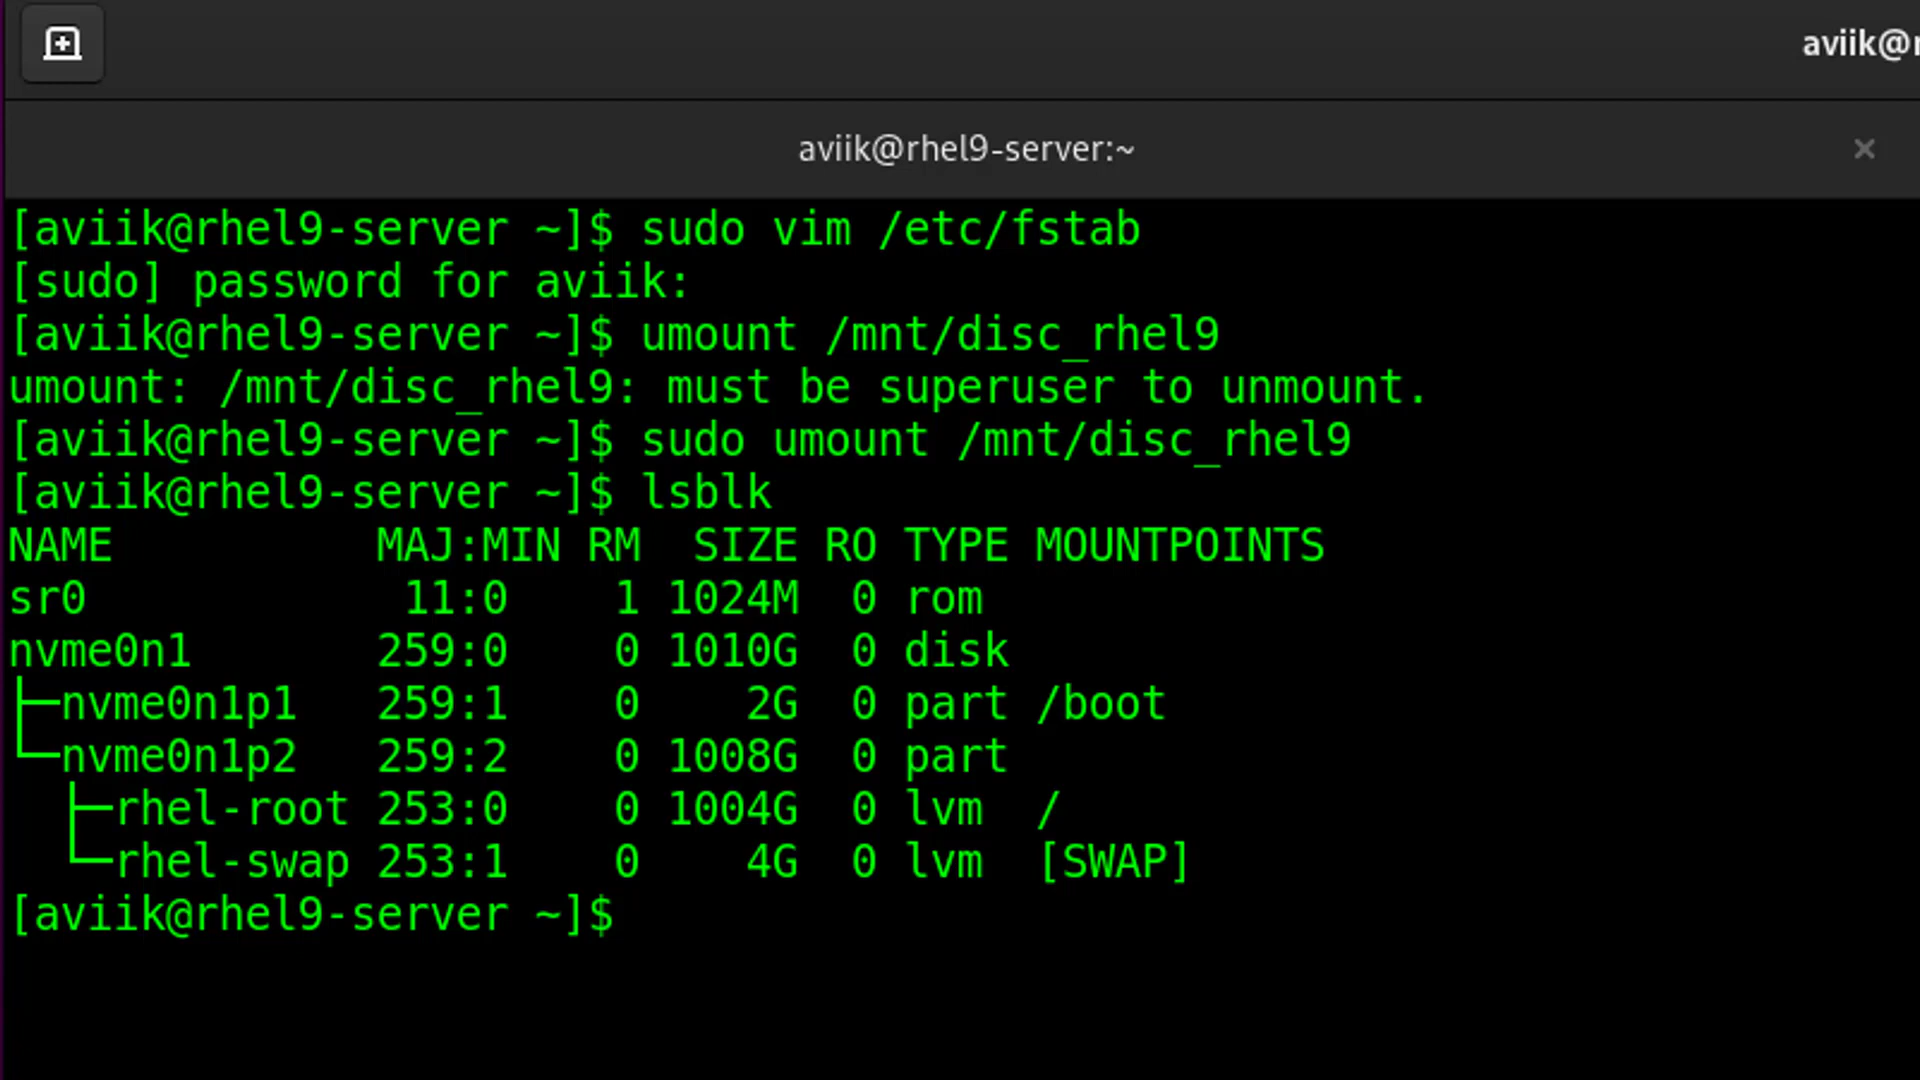 aviik@r
aviik@rhel9-server:~
[aviik@rhel9-server ~]$ sudo vim /etc/fstab
[sudo] password for aviik:
[aviik@rhel9-server ~]$ umount /mnt/disc_rhel9
umount: /mnt/disc_rhel9: must be superuser to unmount.
[aviik@rhel9-server ~]$ sudo umount /mnt/disc_rhel9
[aviik@rhel9-server ~]$ lsblk
NAME          MAJ:MIN RM  SIZE RO TYPE MOUNTPOINTS
sr0            11:0    1 1024M  0 rom
nvme0n1       259:0    0 1010G  0 disk
├─nvme0n1p1   259:1    0    2G  0 part /boot
└─nvme0n1p2   259:2    0 1008G  0 part
  ├─rhel-root 253:0    0 1004G  0 lvm  /
  └─rhel-swap 253:1    0    4G  0 lvm  [SWAP]
[aviik@rhel9-server ~]$